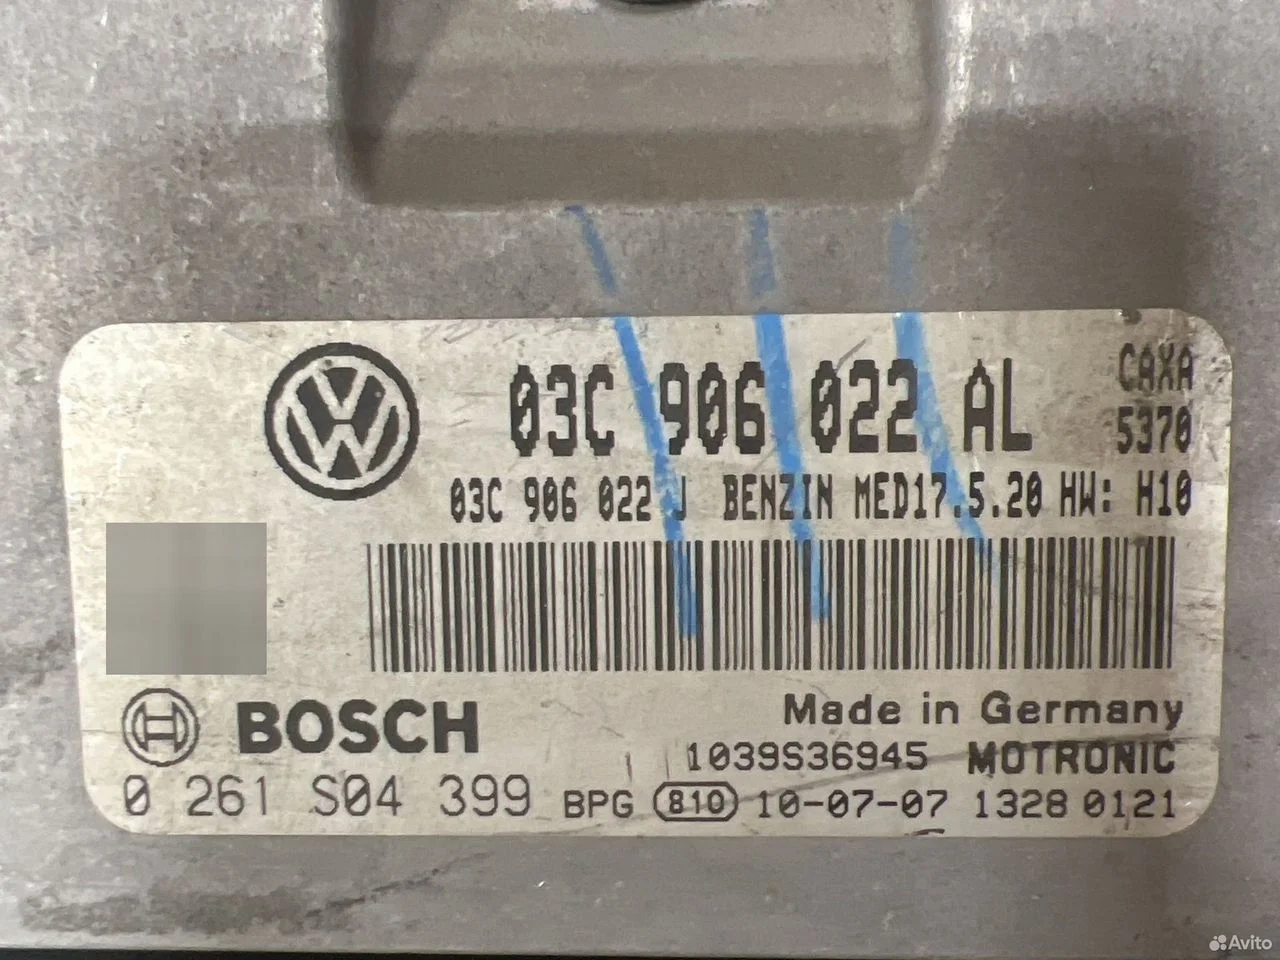 03C 906 022 AL CAXA
5370
03C 906 022 J BENZIN MED17.5.20 HW: H10
BOSCH
Made in Germany
1039S36945 MOTRONIC
0 261 S04 399 BPG 810 10-07-07 1328 0121
Avito